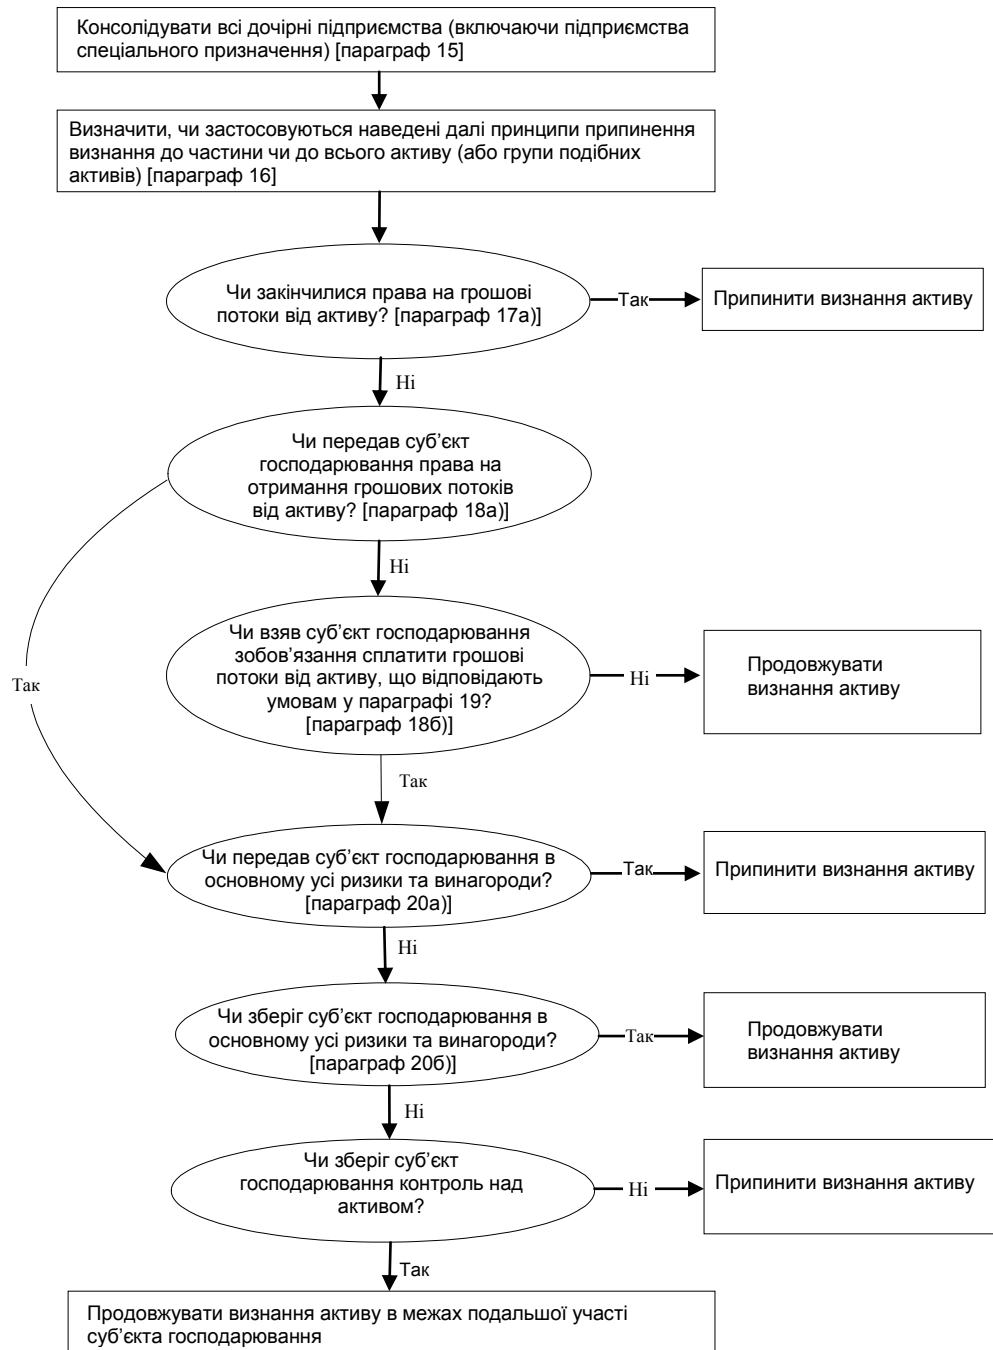 Консолідувати всі дочірні підприємства (включаючи підприємства
спеціального призначення) [параграф 15]
Визначити, чи застосовуються наведені далі принципи припинення
визнання до частини чи до всього активу (або групи подібних
активів) [параграф 16]
Чи закінчилися права на грошові
потоки від активу? [параграф 17а)]
Так
Припинити визнання активу
Ні
Чи передав суб’єкт
господарювання права на
отримання грошових потоків
від активу? [параграф 18а)]
Ні
Чи взяв суб’єкт господарювання
зобов’язання сплатити грошові
потоки від активу, що відповідають
умовам у параграфі 19?
[параграф 18б)]
Ні
Продовжувати
визнання активу
Так
Так
Чи передав суб’єкт господарювання в
основному усі ризики та винагороди?
[параграф 20а)]
Так
Припинити визнання активу
Ні
Чи зберіг суб’єкт господарювання в
основному усі ризики та винагороди?
[параграф 20б)]
Так
Продовжувати
визнання активу
Ні
Чи зберіг суб’єкт
господарювання контроль над
активом?
Ні
Припинити визнання активу
Так
Продовжувати визнання активу в межах подальшої участі
суб’єкта господарювання